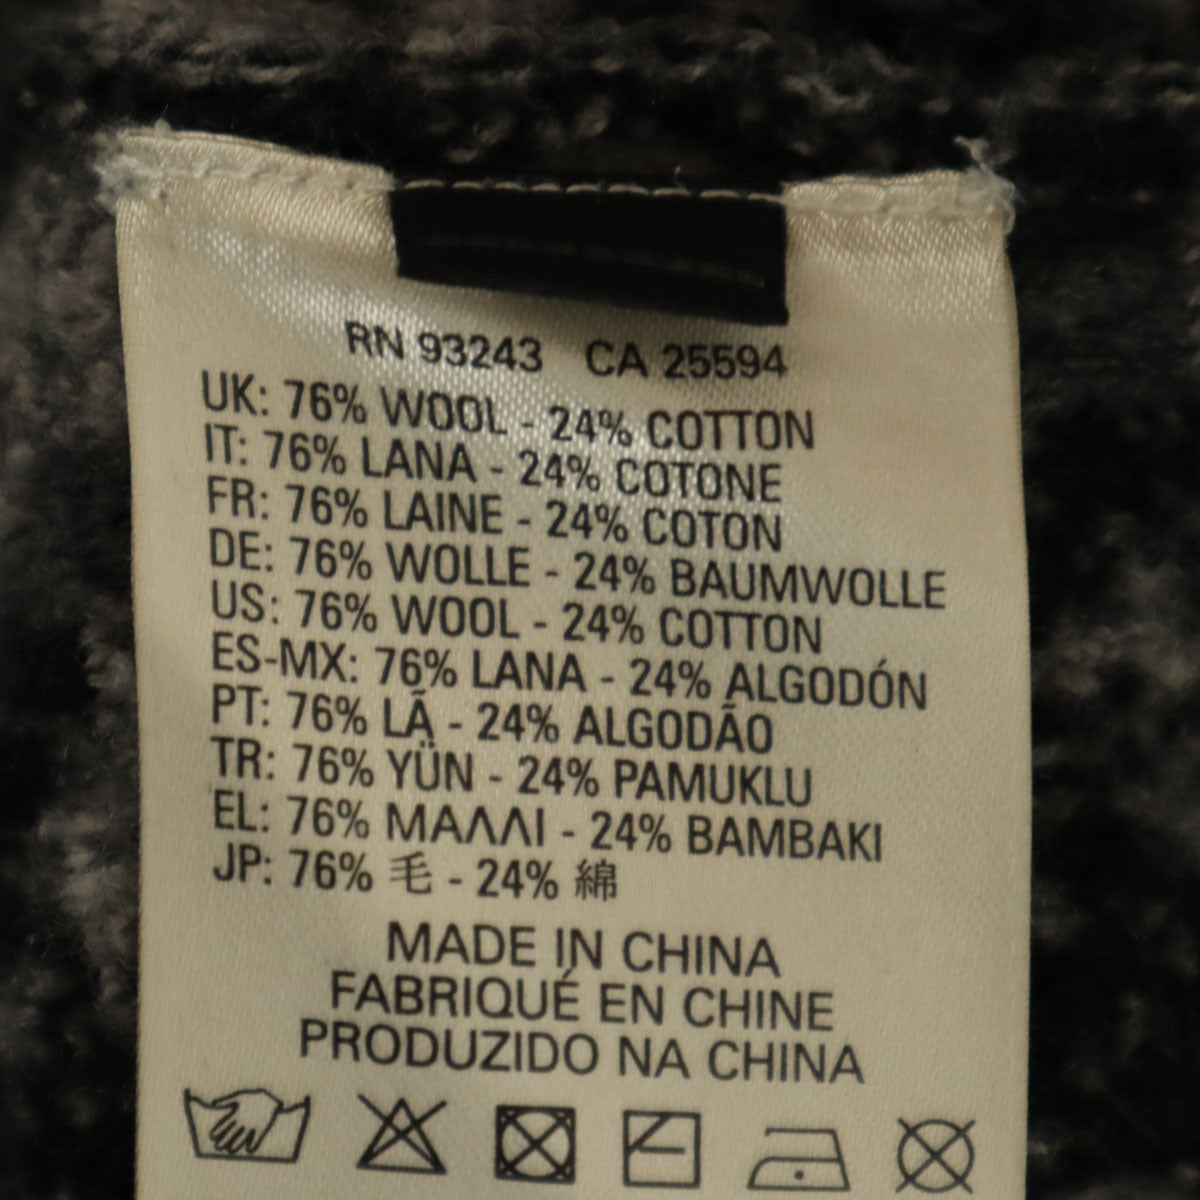 RN 93243 CA 25594
UK: 76% WOOL - 24% COTTON
IT: 76% LANA - 24% COTONE
FR: 76% LAINE - 24% COTON
DE: 76% WOLLE - 24% BAUMWOLLE
US: 76% WOOL - 24% COTTON
ES-MX: 76% LANA - 24% ALGODÓN
PT: 76% LÃ - 24% ALGODÃO
TR: 76% YÜN - 24% PAMUKLU
EL: 76% ΜΑΛΛΙ - 24% ΒΑΜΒΑΚΙ
JP: 76% 毛 - 24% 綿
MADE IN CHINA
FABRIQUÉ EN CHINE
PRODUZIDO NA CHINA